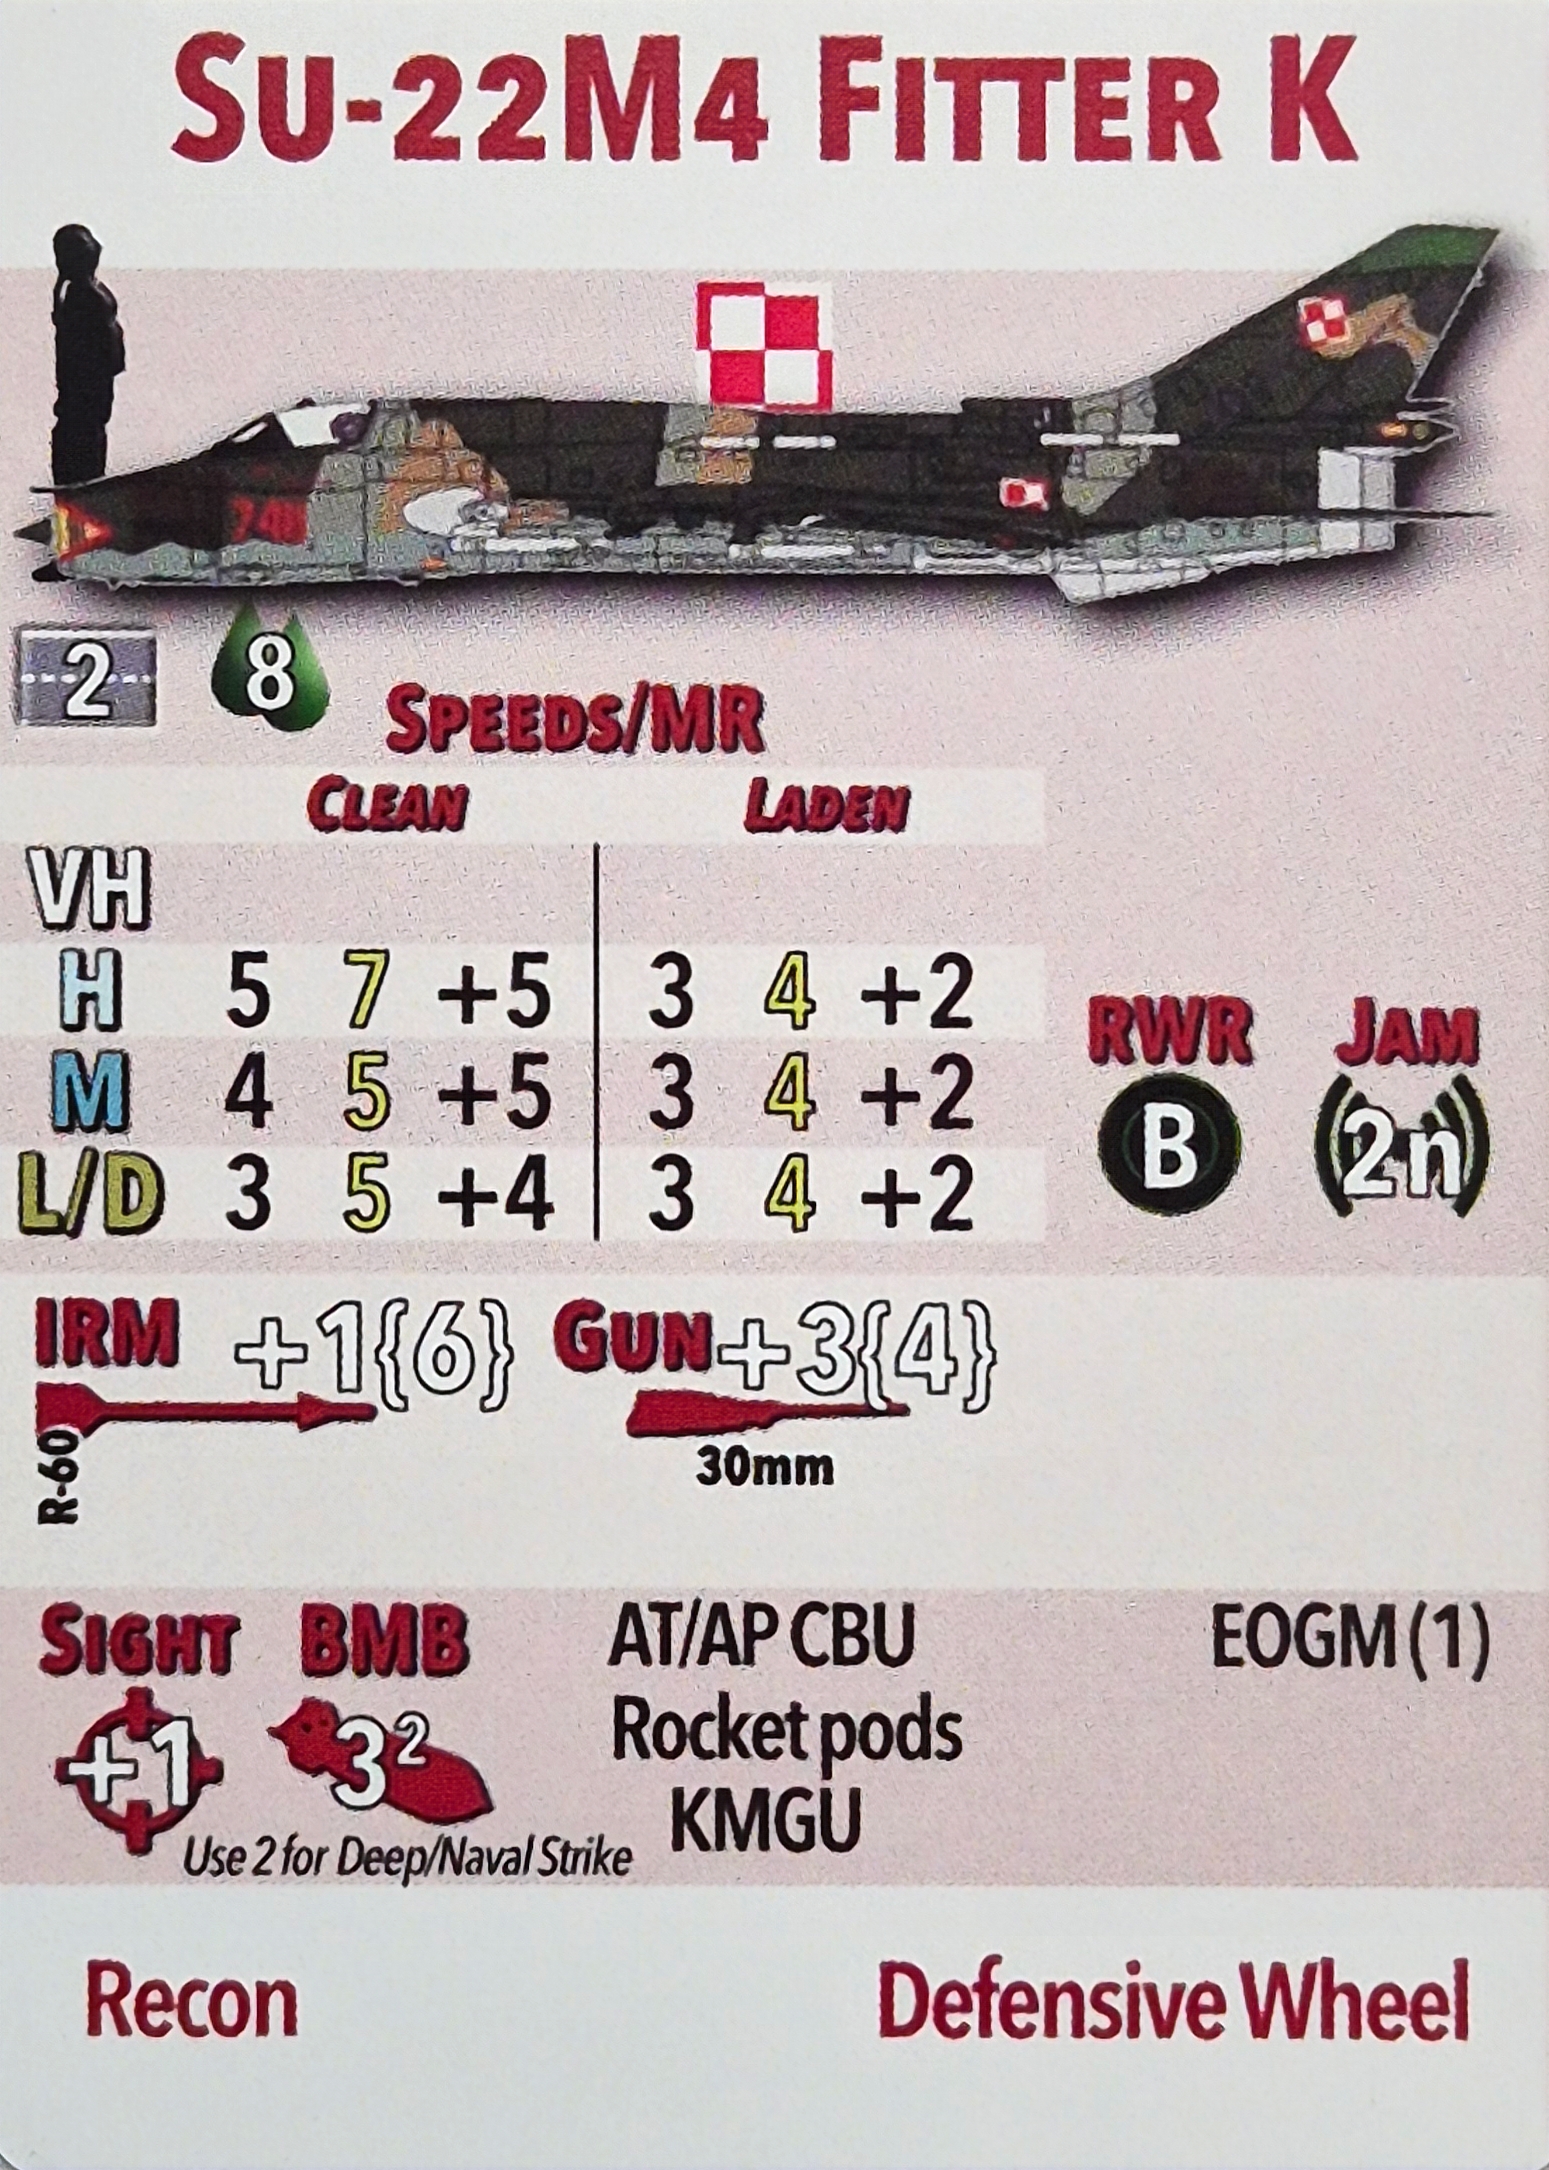 SU-22M4 FITTER K
2 8
SPEEDS/MR
CLEAN LADEN
VH
H 5 7 +5 3 4 +2
M 4 5 +5 3 4 +2
L/D 3 5 +4 3 4 +2
RWR JAM
B 2n
IRM +1{6} GUN +3{4}
R-60
30mm
SIGHT BMB AT/AP CBU EOGM (1)
+1 3² Rocket pods
KMGU
Use 2 for Deep/Naval Strike
Recon Defensive Wheel